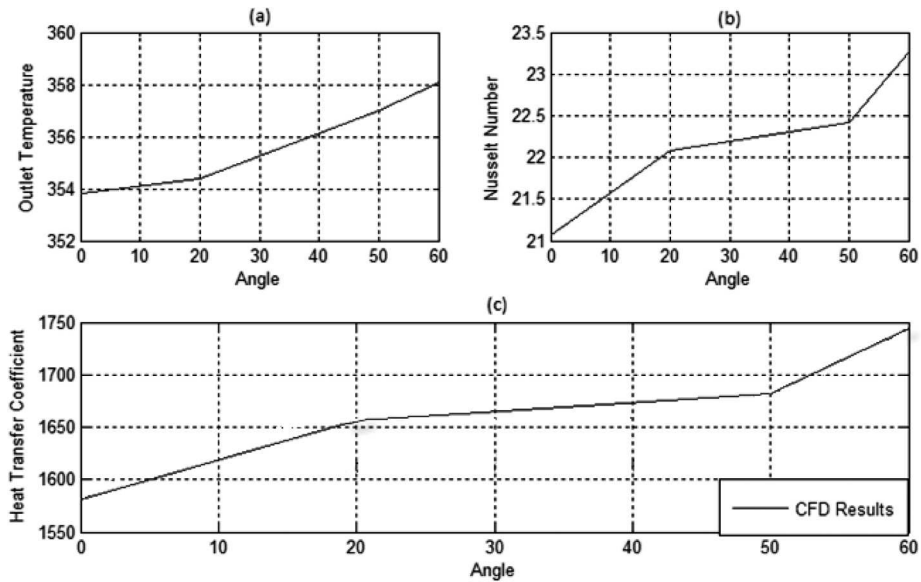 (a)
360
358
356
354
352
Outlet Temperature
0 10 20 30 40 50 60
Angle
(b)
23.5
23
22.5
22
21.5
21
Nusselt Number
0 10 20 30 40 50 60
Angle
(c)
1750
1700
1650
1600
1550
Heat Transfer Coefficient
0 10 20 30 40 50 60
Angle
CFD Results